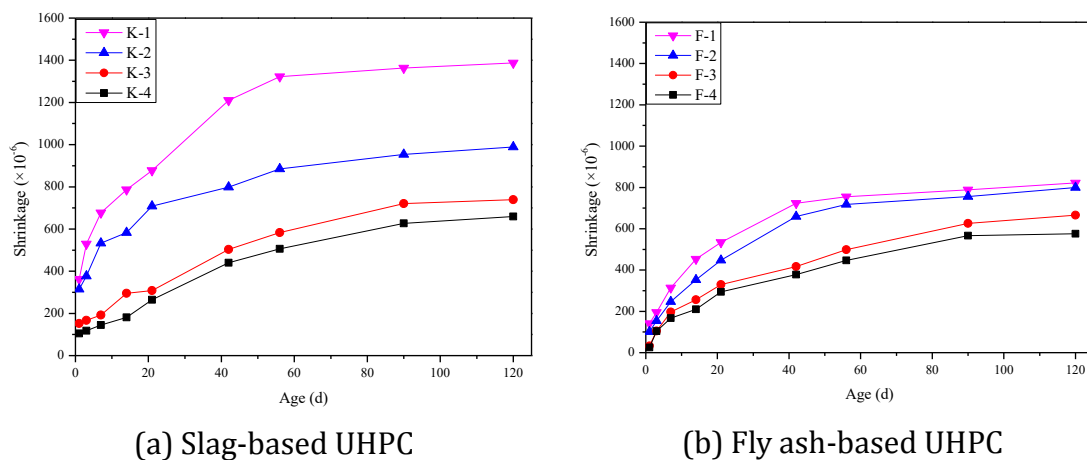 1600
1400
1200
1000
800
600
400
200
0
Shrinkage (×10⁻⁶)
K-1
K-2
K-3
K-4
0 20 40 60 80 100 120
Age (d)
(a) Slag-based UHPC
1600
1400
1200
1000
800
600
400
200
0
Shrinkage (×10⁻⁶)
F-1
F-2
F-3
F-4
0 20 40 60 80 100 120
Age (d)
(b) Fly ash-based UHPC